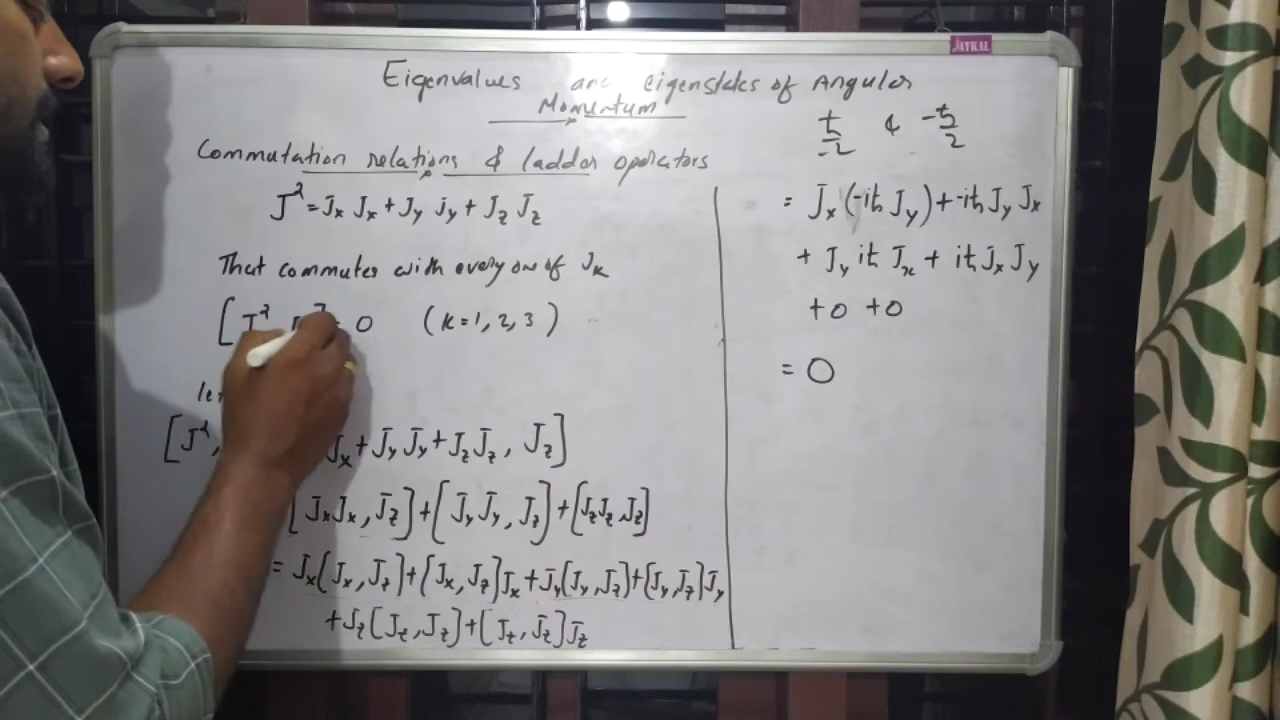 JAYKAL
Eigenvalues and eigenstates of Angular
Momentum
ħ/2 & -ħ/2
Commutation relations & ladder operators
J² = Jx Jx + Jy Jy + Jz Jz
That commutes with every one of Jk
[J², = 0 (K=1, 2, 3)
let
[J², Jx + Jy Jy + Jz Jz, Jz]
[Jx Jx, Jz] + [Jy Jy, Jz] + [Jz Jz, Jz]
= Jx[Jx, Jz] + [Jx, Jz]Jx + Jy[Jy, Jz] + [Jy, Jz]Jy
+ Jz[Jz, Jz] + [Jz, Jz]Jz
= Jx(-iħ Jy) + -iħ Jy Jx
+ Jy iħ Jx + iħ Jx Jy
+0 +0
= 0